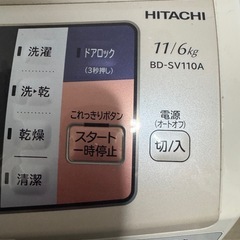 HITACHI
11/6kg
BD-SV110A
洗濯
ドアロック
(3秒押し)
洗・乾
これっきりボタン
乾燥
スタート
一時停止
清潔
電源
(オートオフ)
切/入